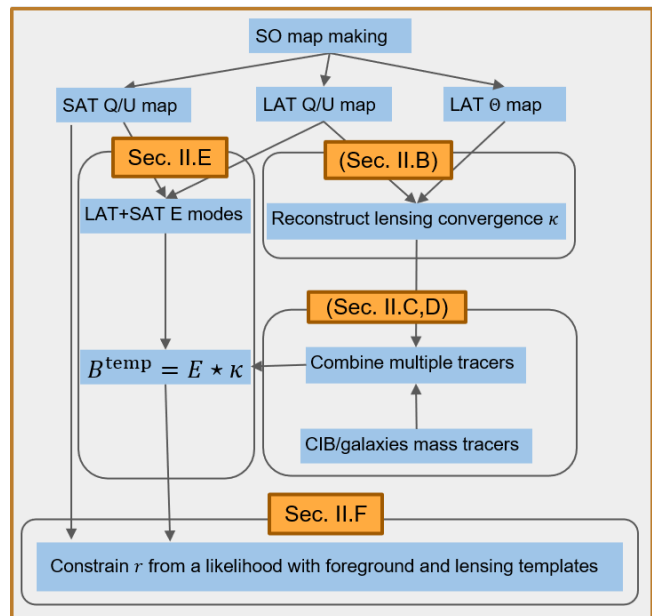 SO map making
SAT Q/U map
LAT Q/U map
LAT Θ map
Sec. II.E
(Sec. II.B)
LAT+SAT E modes
Reconstruct lensing convergence κ
(Sec. II.C,D)
B^temp = E ⋆ κ
Combine multiple tracers
CIB/galaxies mass tracers
Sec. II.F
Constrain r from a likelihood with foreground and lensing templates